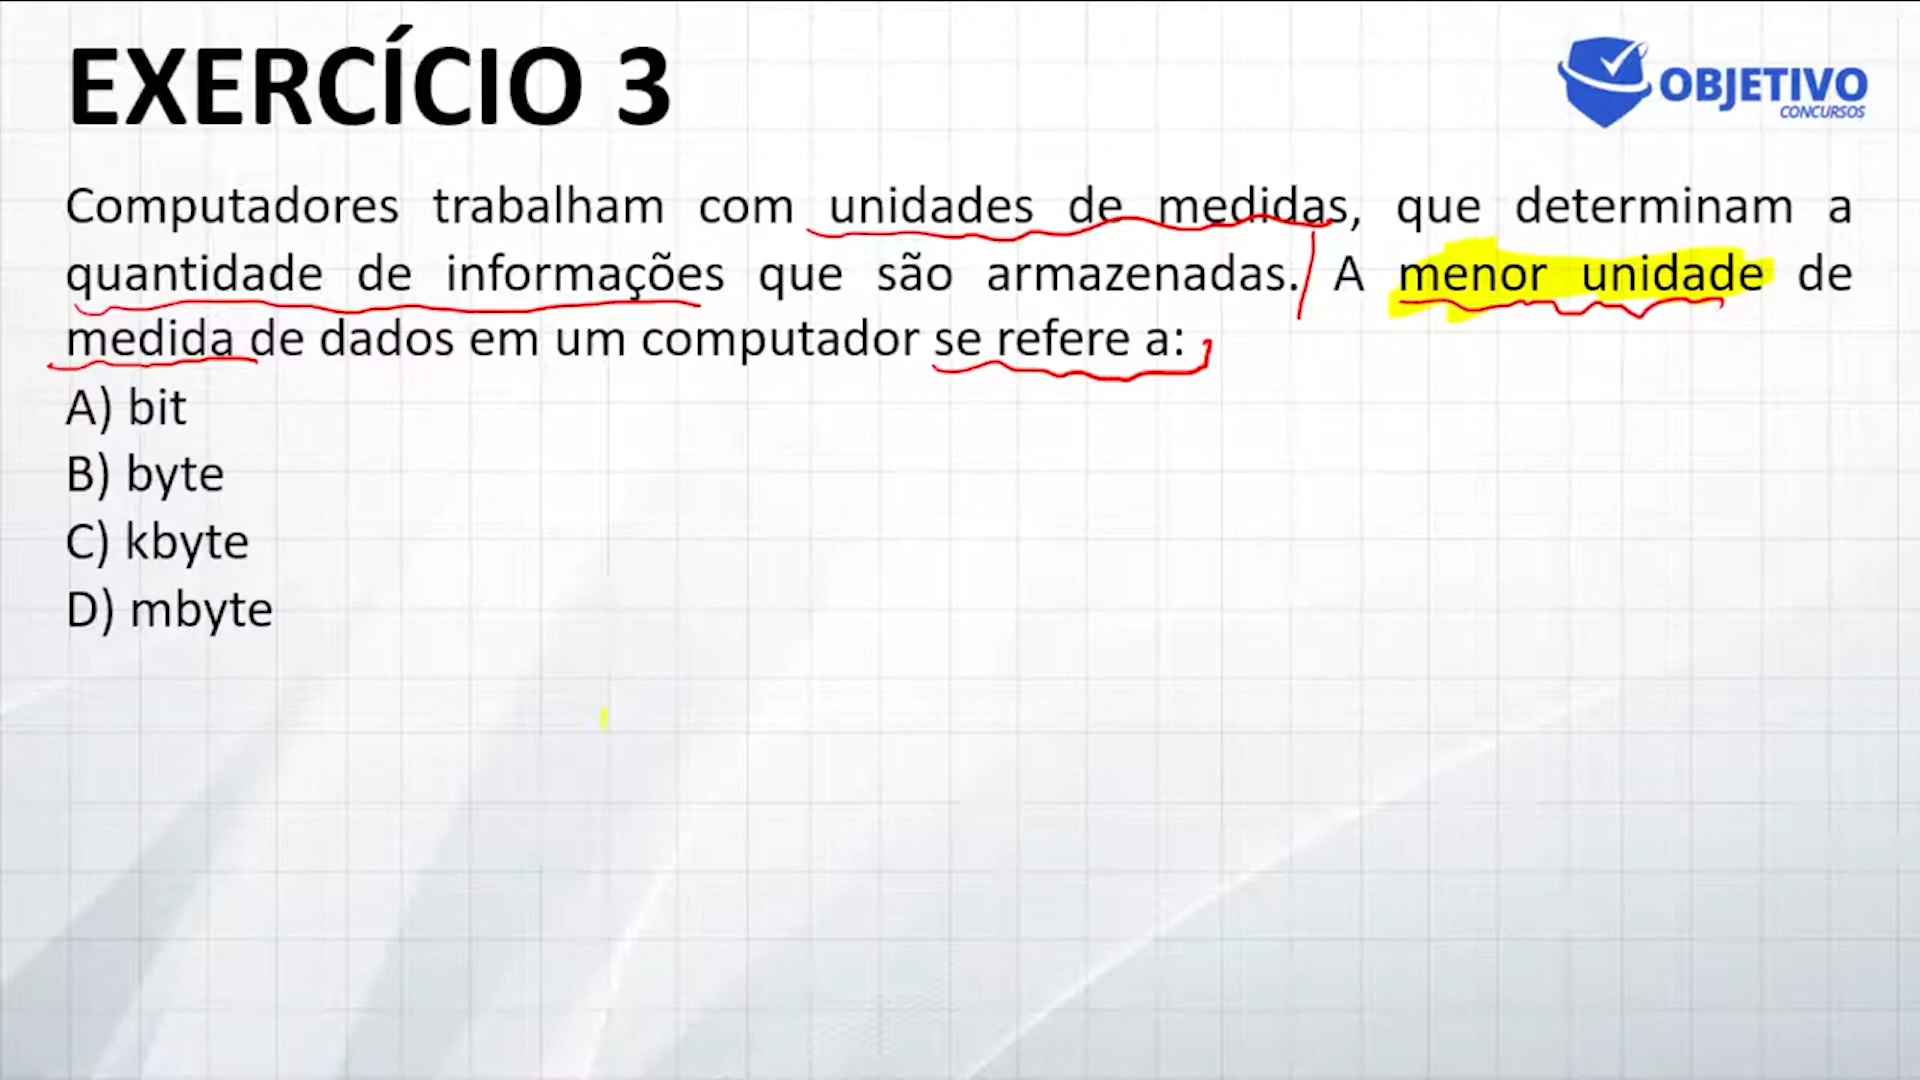 EXERCÍCIO 3
OBJETIVO
CONCURSOS
Computadores trabalham com unidades de medidas, que determinam a
quantidade de informações que são armazenadas. A menor unidade de
medida de dados em um computador se refere a:
A) bit
B) byte
C) kbyte
D) mbyte